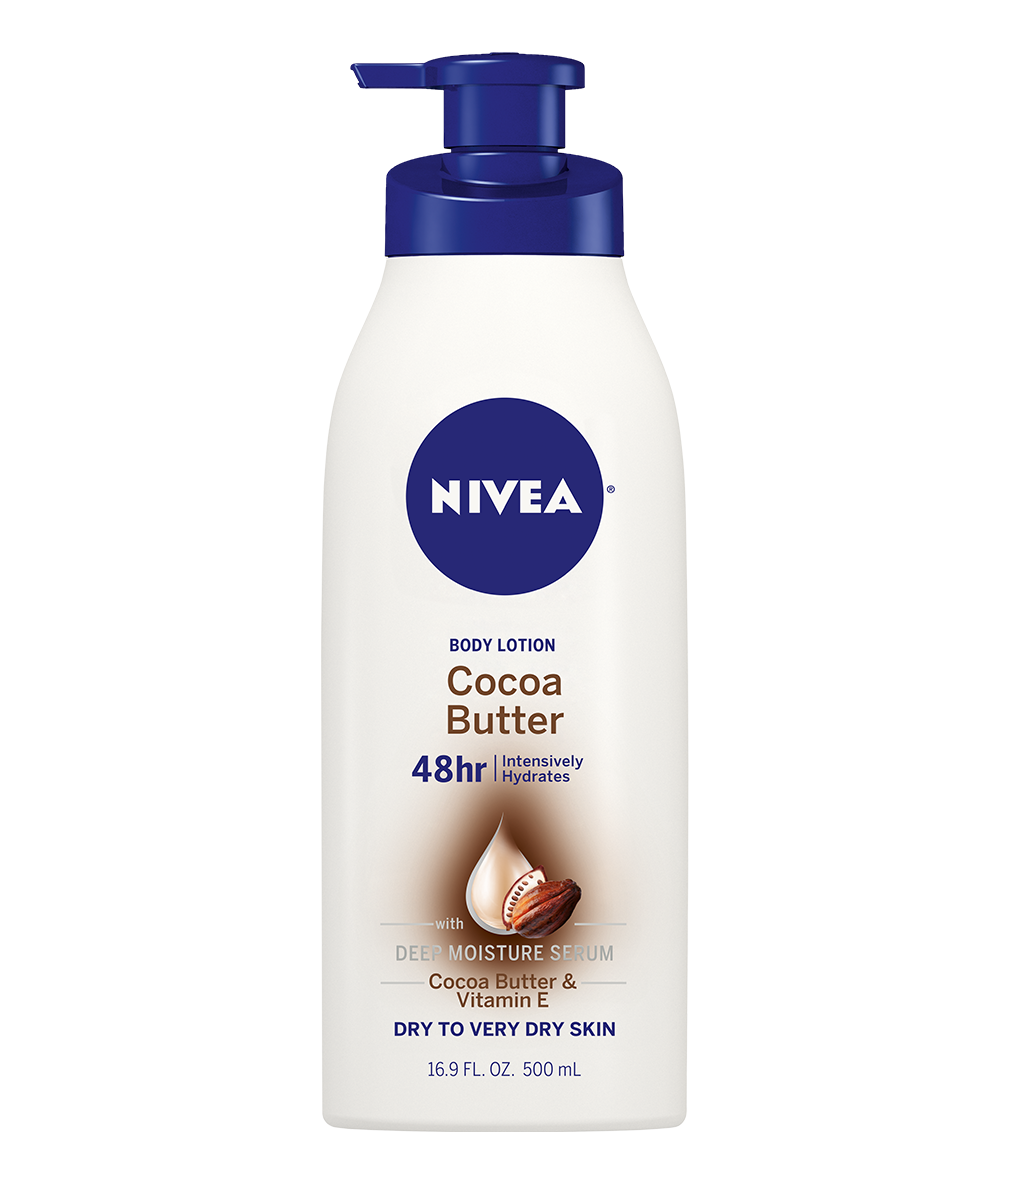 NIVEA®
BODY LOTION
Cocoa
Butter
48hr | Intensively
Hydrates
with
DEEP MOISTURE SERUM
Cocoa Butter &
Vitamin E
DRY TO VERY DRY SKIN
16.9 FL. OZ. 500 mL